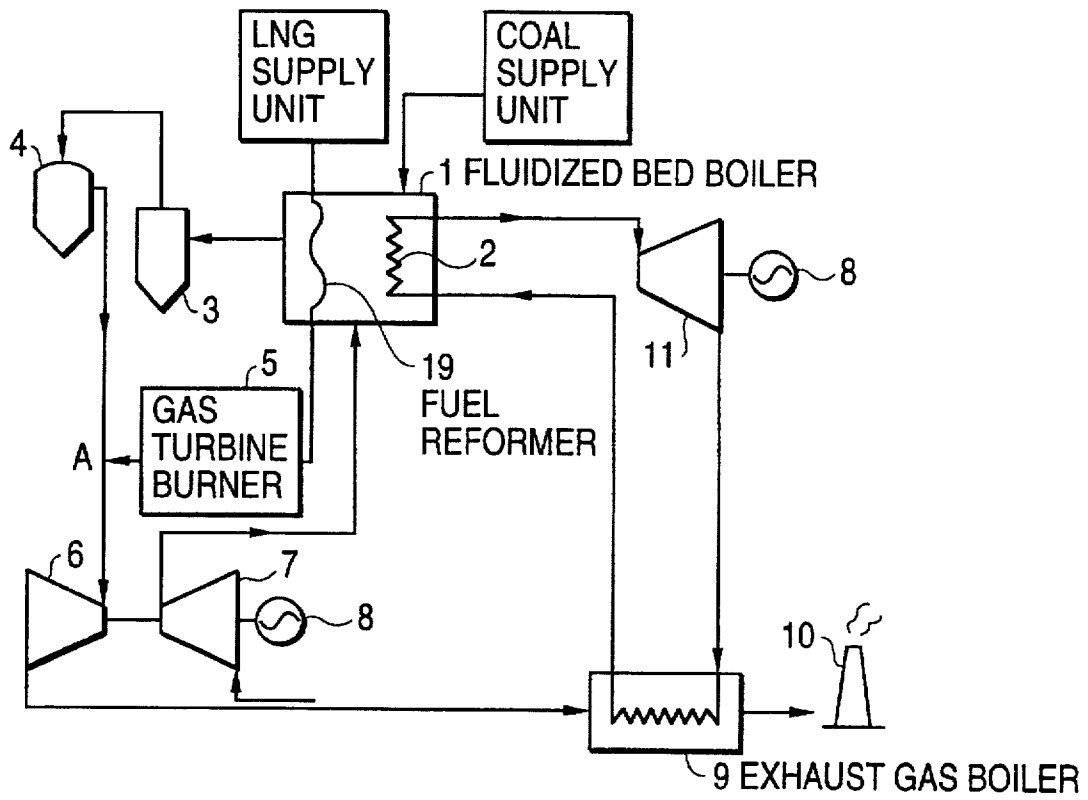 LNG
SUPPLY
UNIT
COAL
SUPPLY
UNIT
4
1 FLUIDIZED BED BOILER
2
3
8
11
19
FUEL
REFORMER
5
GAS
TURBINE
BURNER
A
6
7
8
10
9 EXHAUST GAS BOILER